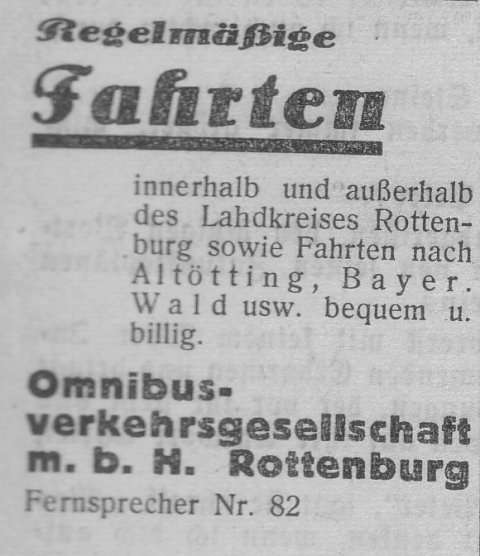 Regelmäßige
Fahrten
innerhalb und außerhalb
des Lahdkreises Rotten-
burg sowie Fahrten nach
Altötting, Bayer.
Wald usw. bequem u.
billig.
Omnibus-
verkehrsgesellschaft
m. b. H. Rottenburg
Fernsprecher Nr. 82